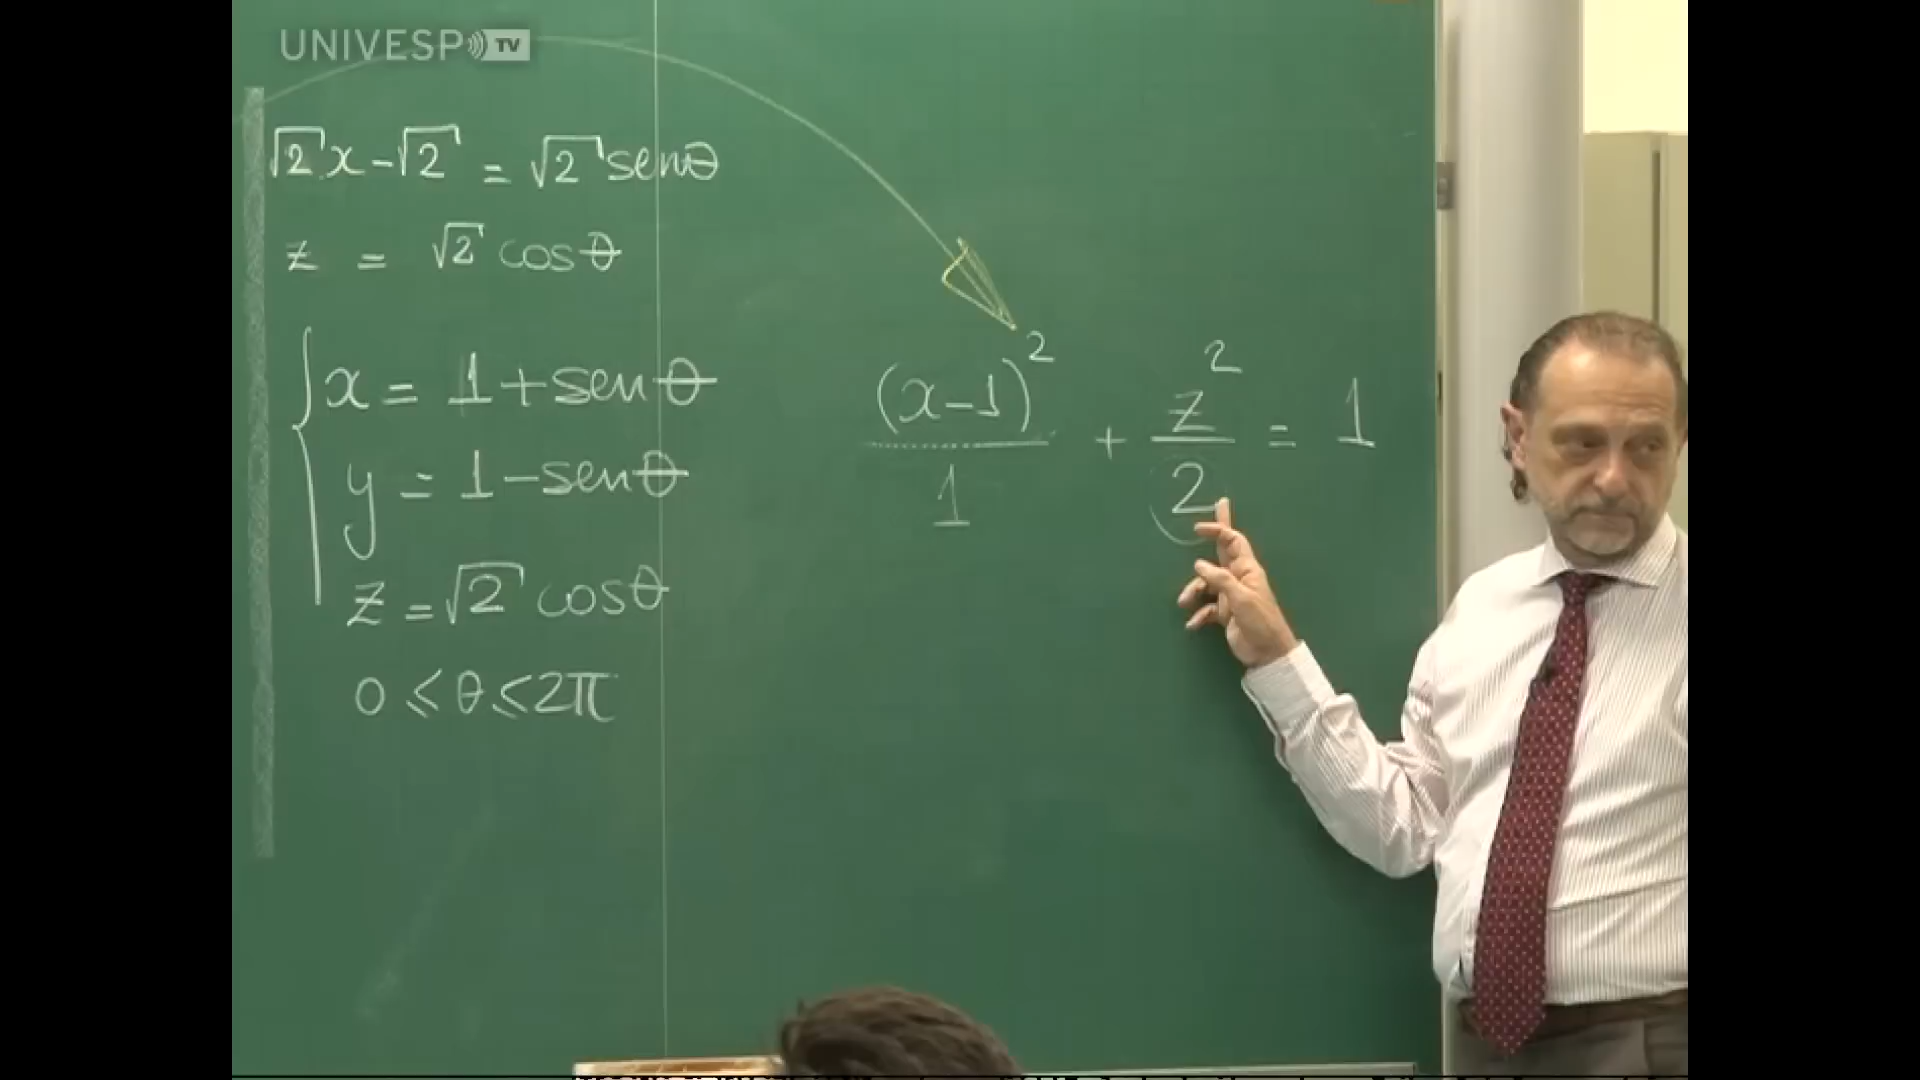 UNIVESP TV
√2 x - √2 = √2 senθ
z = √2 cosθ
x = 1 + senθ
y = 1 - senθ
z = √2 cosθ
0 ≤ θ ≤ 2π
(x-1)²/1 + z²/2 = 1